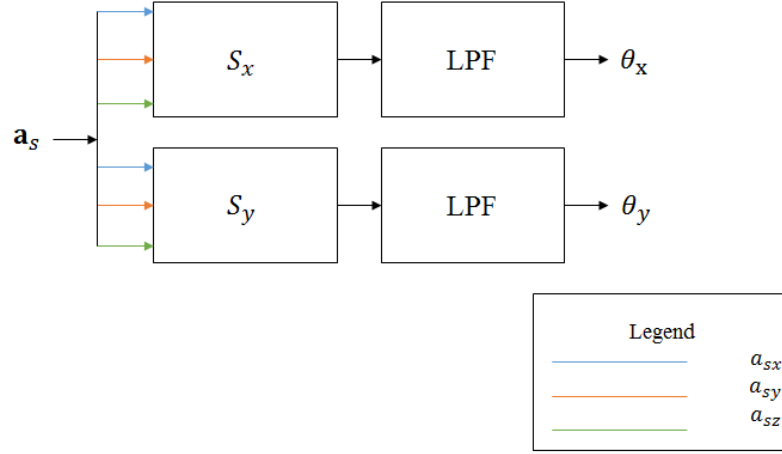 S_x
LPF
θ_x
a_s
S_y
LPF
θ_y
Legend
a_sx
a_sy
a_sz